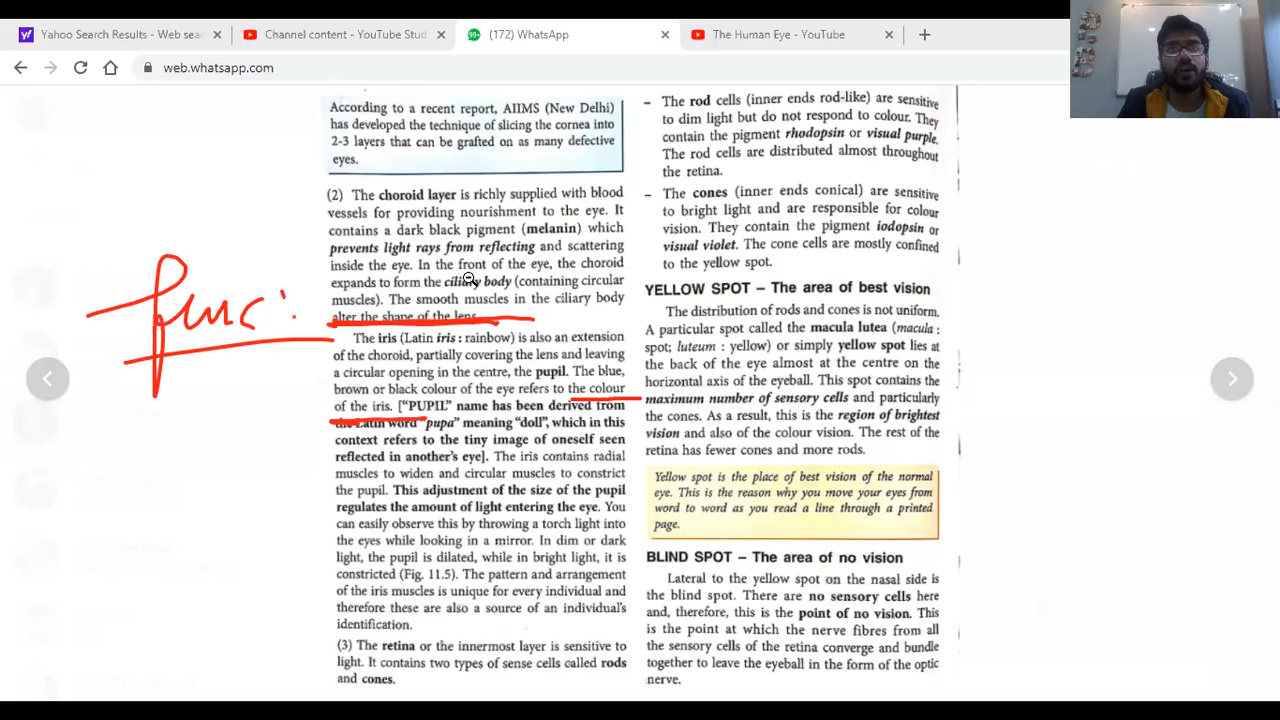 Yahoo Search Results - Web sea
Channel content - YouTube Stud
99+
(172) WhatsApp
The Human Eye - YouTube
web.whatsapp.com
func:
According to a recent report, AIIMS (New Delhi)
has developed the technique of slicing the cornea into
2-3 layers that can be grafted on as many defective
eyes.
(2) The choroid layer is richly supplied with blood
vessels for providing nourishment to the eye. It
contains a dark black pigment (melanin) which
prevents light rays from reflecting and scattering
inside the eye. In the front of the eye, the choroid
expands to form the ciliary body (containing circular
muscles). The smooth muscles in the ciliary body
alter the shape of the lens.
The iris (Latin iris : rainbow) is also an extension
of the choroid, partially covering the lens and leaving
a circular opening in the centre, the pupil. The blue,
brown or black colour of the eye refers to the colour
of the iris. ["PUPIL" name has been derived from
the Latin word "pupa" meaning "doll", which in this
context refers to the tiny image of oneself seen
reflected in another's eye]. The iris contains radial
muscles to widen and circular muscles to constrict
the pupil. This adjustment of the size of the pupil
regulates the amount of light entering the eye. You
can easily observe this by throwing a torch light into
the eyes while looking in a mirror. In dim or dark
light, the pupil is dilated, while in bright light, it is
constricted (Fig. 11.5). The pattern and arrangement
of the iris muscles is unique for every individual and
therefore these are also a source of an individual's
identification.
(3) The retina or the innermost layer is sensitive to
light. It contains two types of sense cells called rods
and cones.
– The rod cells (inner ends rod-like) are sensitive
to dim light but do not respond to colour. They
contain the pigment rhodopsin or visual purple.
The rod cells are distributed almost throughout
the retina.
– The cones (inner ends conical) are sensitive
to bright light and are responsible for colour
vision. They contain the pigment iodopsin or
visual violet. The cone cells are mostly confined
to the yellow spot.
YELLOW SPOT – The area of best vision
The distribution of rods and cones is not uniform.
A particular spot called the macula lutea (macula :
spot; luteum : yellow) or simply yellow spot lies at
the back of the eye almost at the centre on the
horizontal axis of the eyeball. This spot contains the
maximum number of sensory cells and particularly
the cones. As a result, this is the region of brightest
vision and also of the colour vision. The rest of the
retina has fewer cones and more rods.
Yellow spot is the place of best vision of the normal
eye. This is the reason why you move your eyes from
word to word as you read a line through a printed
page.
BLIND SPOT – The area of no vision
Lateral to the yellow spot on the nasal side is
the blind spot. There are no sensory cells here
and, therefore, this is the point of no vision. This
is the point at which the nerve fibres from all
the sensory cells of the retina converge and bundle
together to leave the eyeball in the form of the optic
nerve.